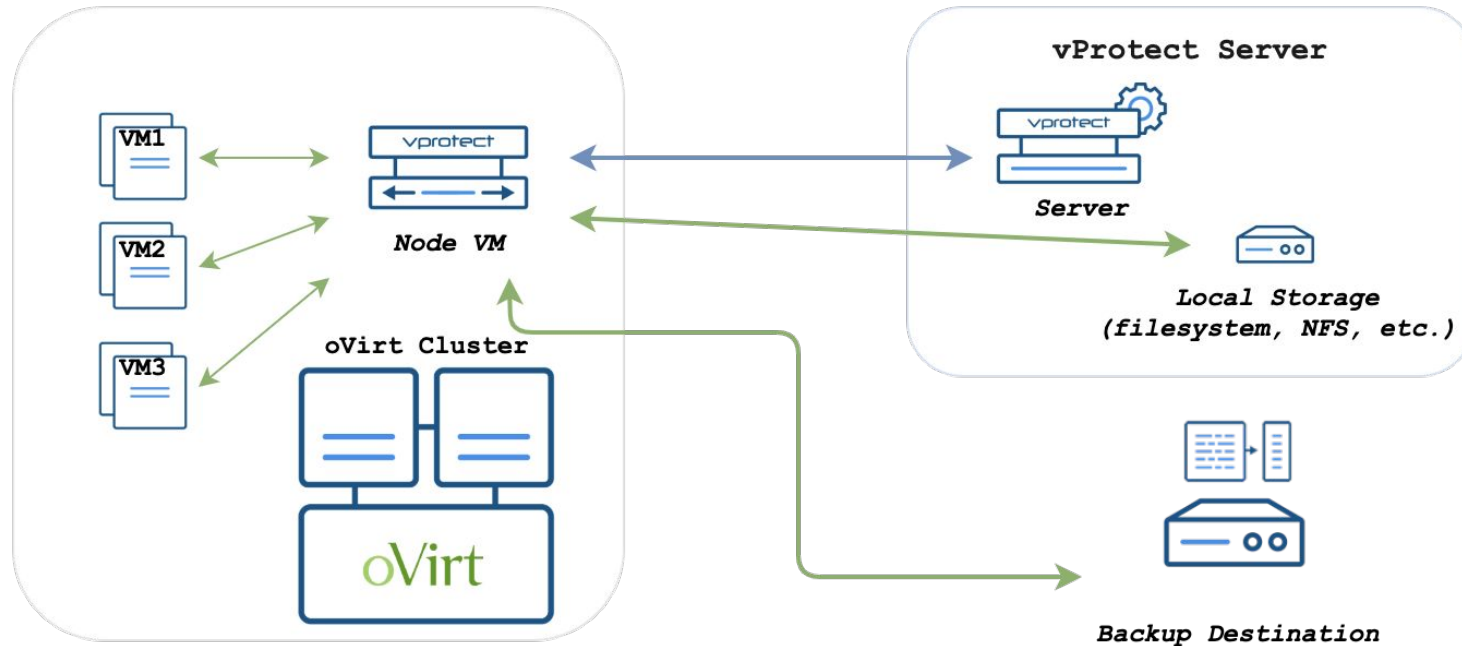 vProtect Server
VM1
vprotect
vprotect
Server
VM2
Node VM
Local Storage
(filesystem, NFS, etc.)
oVirt Cluster
VM3
oVirt
Backup Destination